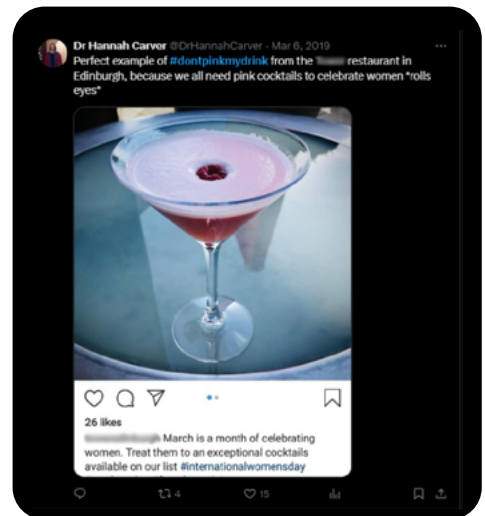 Dr Hannah Carver @DrHannahCarver · Mar 6, 2019
Perfect example of #dontpinkmydrink from the restaurant in
Edinburgh, because we all need pink cocktails to celebrate women *rolls
eyes*
26 likes
March is a month of celebrating
women. Treat them to an exceptional cocktails
available on our list #internationalwomensday
4
15